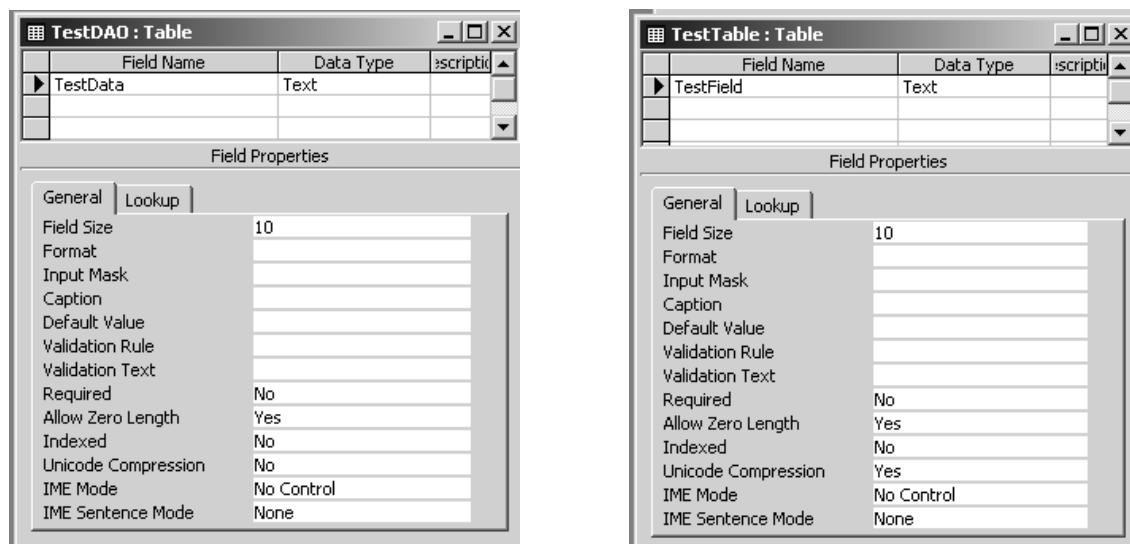 TestDAO : Table
Field Name Data Type escriptio
TestData Text
Field Properties
General Lookup
Field Size 10
Format
Input Mask
Caption
Default Value
Validation Rule
Validation Text
Required No
Allow Zero Length Yes
Indexed No
Unicode Compression No
IME Mode No Control
IME Sentence Mode None
TestTable : Table
Field Name Data Type escripti
TestField Text
Field Properties
General Lookup
Field Size 10
Format
Input Mask
Caption
Default Value
Validation Rule
Validation Text
Required No
Allow Zero Length Yes
Indexed No
Unicode Compression Yes
IME Mode No Control
IME Sentence Mode None